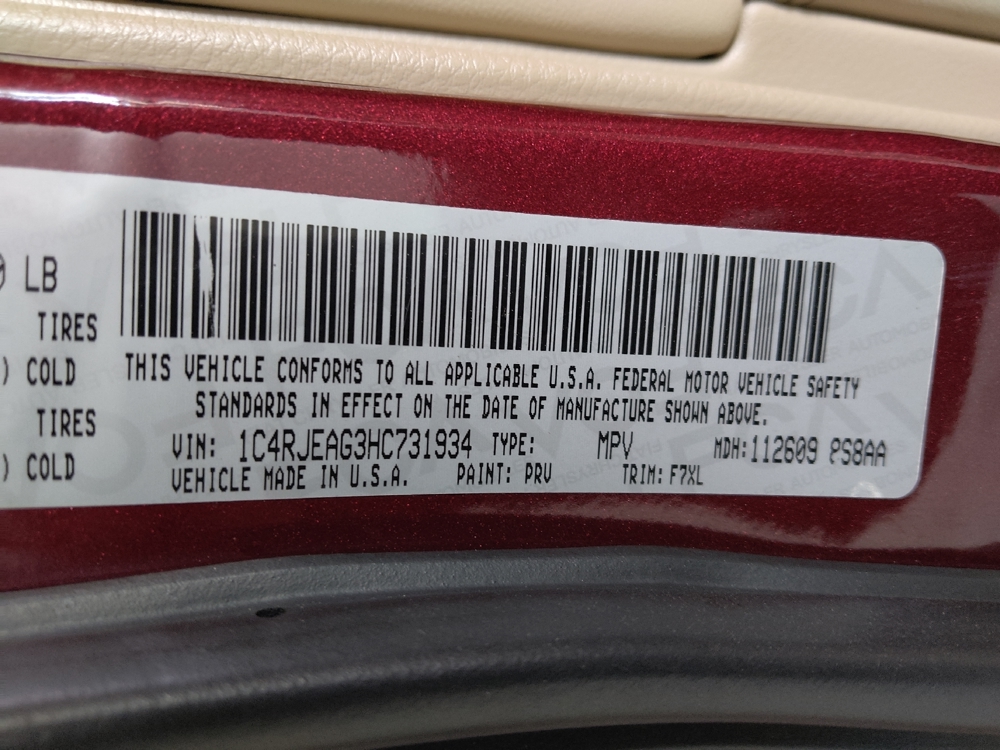 LB
TIRES
) COLD
TIRES
) COLD
THIS VEHICLE CONFORMS TO ALL APPLICABLE U.S.A. FEDERAL MOTOR VEHICLE SAFETY
STANDARDS IN EFFECT ON THE DATE OF MANUFACTURE SHOWN ABOVE.
VIN: 1C4RJEAG3HC731934 TYPE: MPV MDH:112609 PS8AA
VEHICLE MADE IN U.S.A. PAINT: PRV TRIM: F7XL